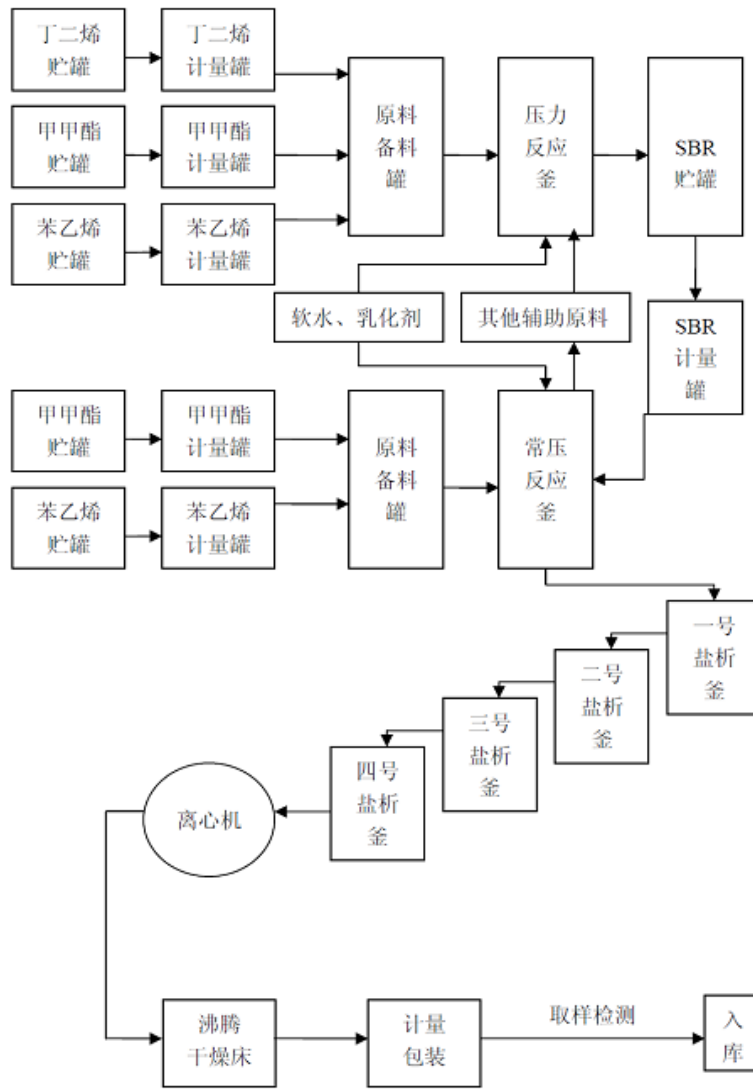 丁二烯
贮罐
丁二烯
计量罐
甲甲酯
贮罐
甲甲酯
计量罐
苯乙烯
贮罐
苯乙烯
计量罐
原料
备料
罐
压力
反应
釜
SBR
贮罐
软水、乳化剂
其他辅助原料
SBR
计量
罐
甲甲酯
贮罐
甲甲酯
计量罐
苯乙烯
贮罐
苯乙烯
计量罐
原料
备料
罐
常压
反应
釜
一号
盐析
釜
二号
盐析
釜
三号
盐析
釜
四号
盐析
釜
离心机
沸腾
干燥床
计量
包装
取样检测
入
库